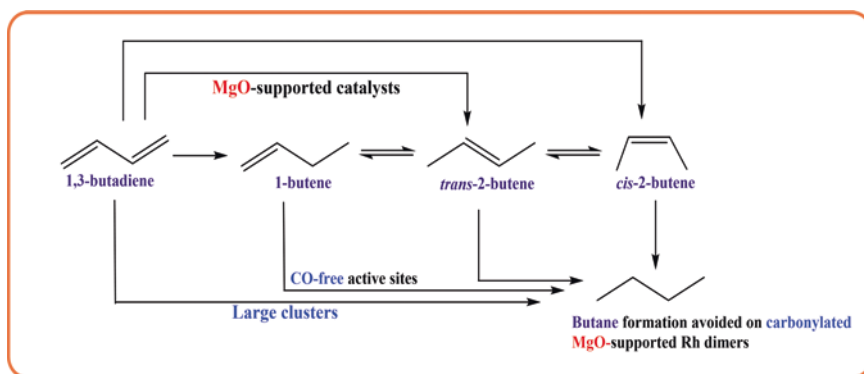 MgO-supported catalysts
1,3-butadiene
1-butene
trans-2-butene
cis-2-butene
CO-free active sites
Large clusters
Butane formation avoided on carbonylated
MgO-supported Rh dimers